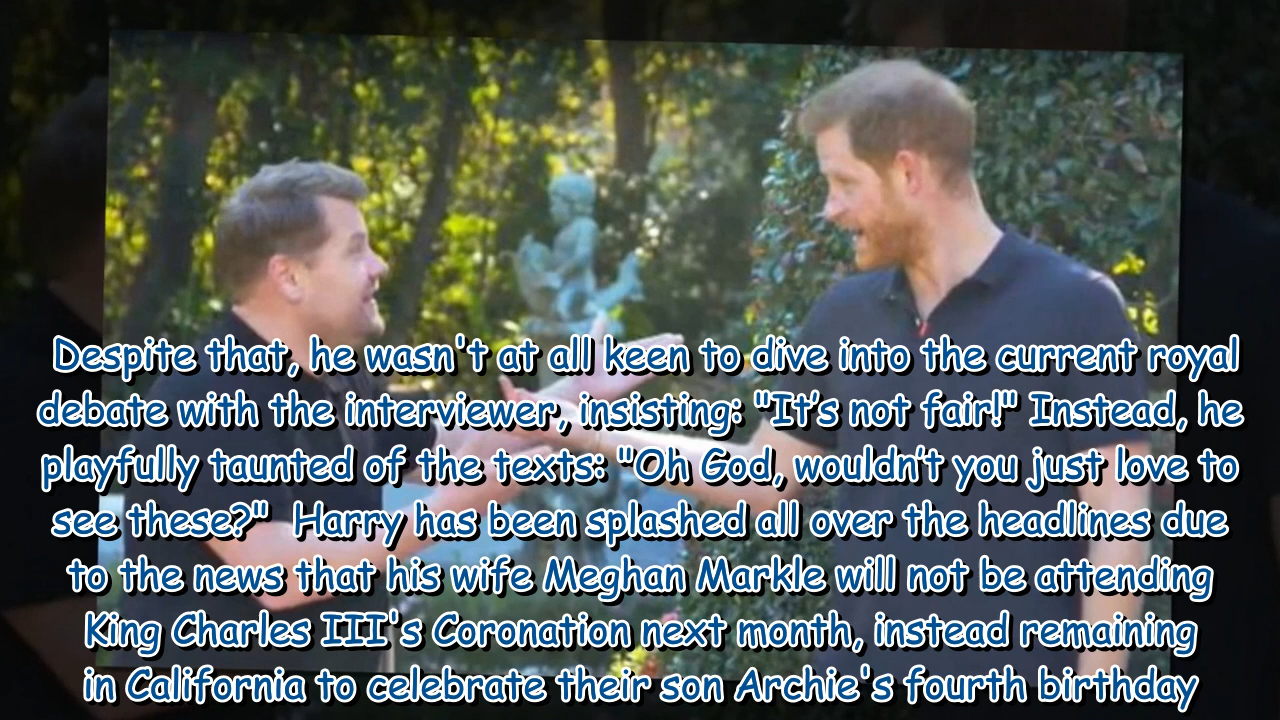 Despite that, he wasn't at all keen to dive into the current royal
debate with the interviewer, insisting: "It’s not fair!" Instead, he
playfully taunted of the texts: "Oh God, wouldn’t you just love to
see these?"  Harry has been splashed all over the headlines due
to the news that his wife Meghan Markle will not be attending
King Charles III's Coronation next month, instead remaining
in California to celebrate their son Archie's fourth birthday